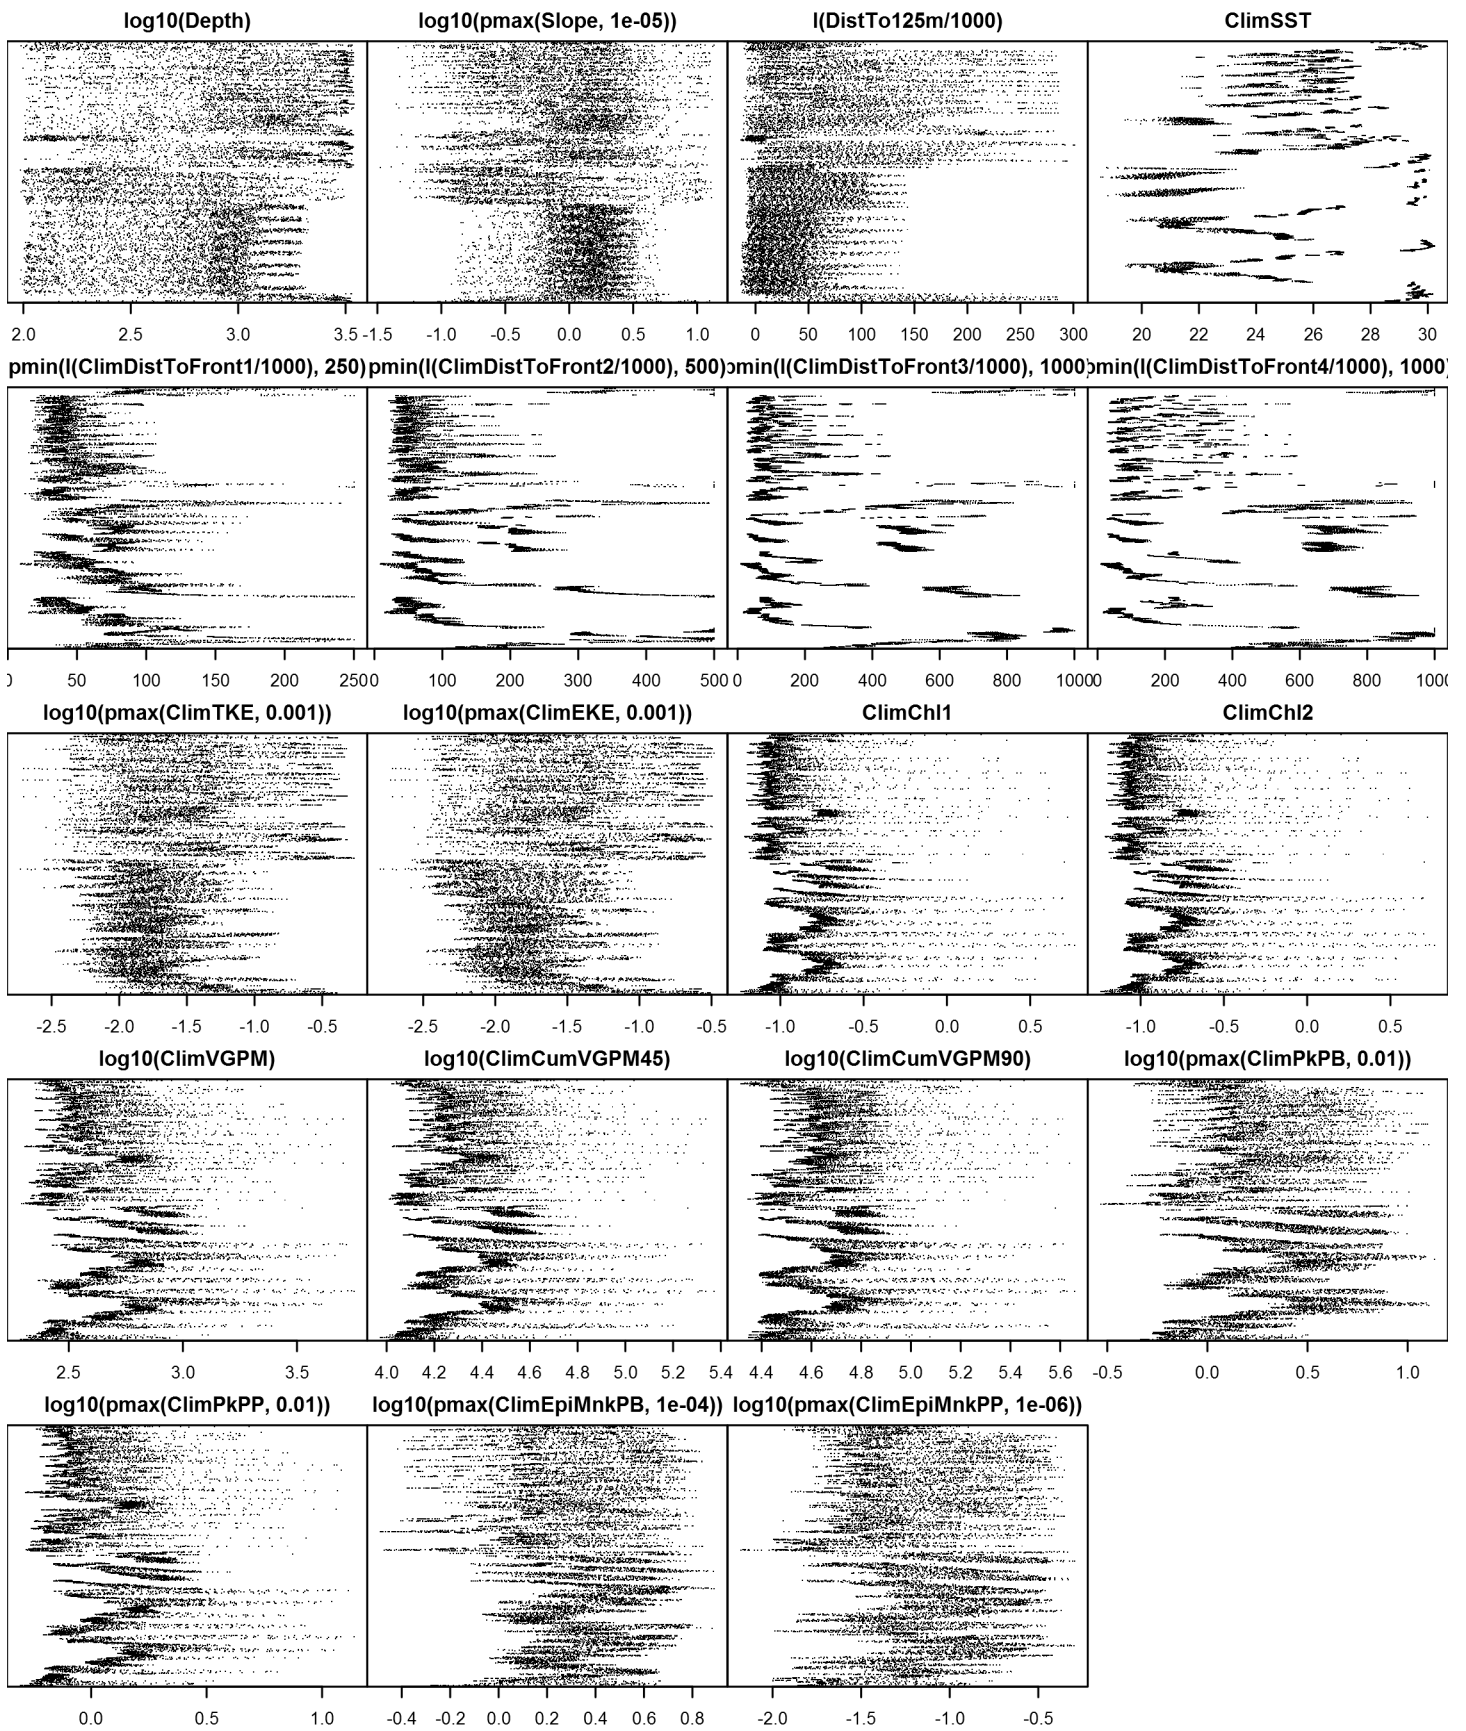 log10(Depth) log10(pmax(Slope, 1e-05)) I(DistTo125m/1000) ClimSST
2.0 2.5 3.0 3.5 -1.5 -1.0 -0.5 0.0 0.5 1.0 0 50 100 150 200 250 300 20 22 24 26 28 30
pmin(I(ClimDistToFront1/1000), 250) pmin(I(ClimDistToFront2/1000), 500) pmin(I(ClimDistToFront3/1000), 1000) pmin(I(ClimDistToFront4/1000), 1000)
0 50 100 150 200 250 0 100 200 300 400 500 0 200 400 600 800 1000 0 200 400 600 800 1000
log10(pmax(ClimTKE, 0.001)) log10(pmax(ClimEKE, 0.001)) ClimChl1 ClimChl2
-2.5 -2.0 -1.5 -1.0 -0.5 -2.5 -2.0 -1.5 -1.0 -0.5 -1.0 -0.5 0.0 0.5 -1.0 -0.5 0.0 0.5
log10(ClimVGPM) log10(ClimCumVGPM45) log10(ClimCumVGPM90) log10(pmax(ClimPkPB, 0.01))
2.5 3.0 3.5 4.0 4.2 4.4 4.6 4.8 5.0 5.2 5.4 4.4 4.6 4.8 5.0 5.2 5.4 5.6 -0.5 0.0 0.5 1.0
log10(pmax(ClimPkPP, 0.01)) log10(pmax(ClimEpiMnkPB, 1e-04)) log10(pmax(ClimEpiMnkPP, 1e-06))
0.0 0.5 1.0 -0.4 -0.2 0.0 0.2 0.4 0.6 0.8 -2.0 -1.5 -1.0 -0.5